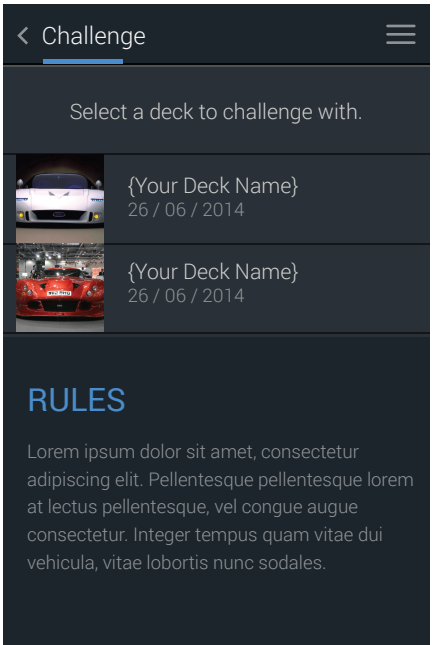 Challenge
Select a deck to challenge with.
{Your Deck Name}
26 / 06 / 2014
{Your Deck Name}
26 / 06 / 2014
RULES
Lorem ipsum dolor sit amet, consectetur
adipiscing elit. Pellentesque pellentesque lorem
at lectus pellentesque, vel congue augue
consectetur. Integer tempus quam vitae dui
vehicula, vitae lobortis nunc sodales.